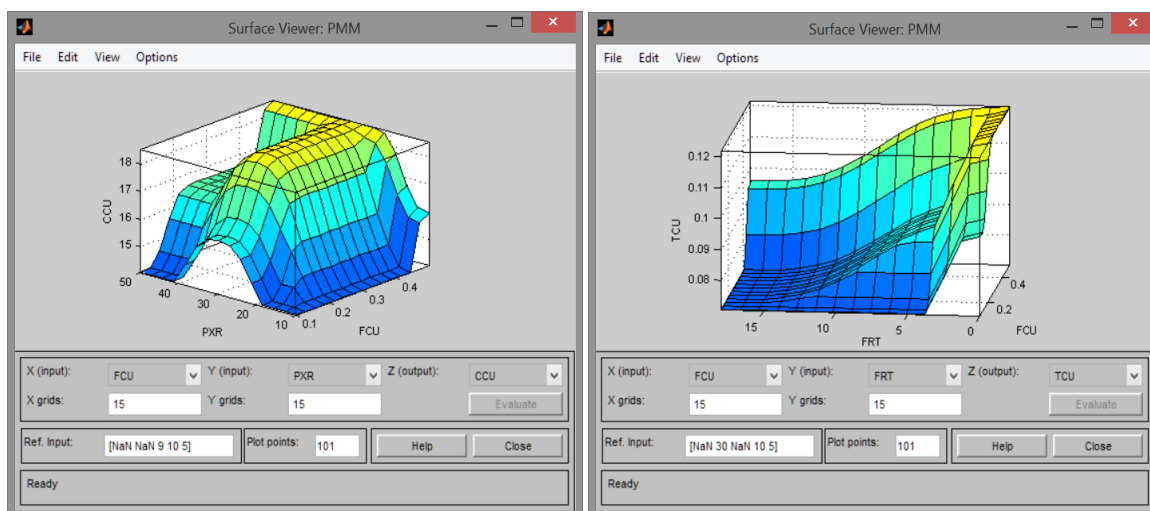 Surface Viewer: PMM
File Edit View Options
18
17
16
15
CCU
50
40
30
20
10
PXR
0.1
0.2
0.3
0.4
FCU
X (input): FCU Y (input): PXR Z (output): CCU
X grids: 15 Y grids: 15 Evaluate
Ref. Input: [NaN NaN 9 10 5] Plot points: 101 Help Close
Ready
Surface Viewer: PMM
File Edit View Options
0.12
0.11
0.1
0.09
0.08
TCU
15
10
5
0
FRT
0.4
0.2
FCU
X (input): FCU Y (input): FRT Z (output): TCU
X grids: 15 Y grids: 15 Evaluate
Ref. Input: [NaN 30 NaN 10 5] Plot points: 101 Help Close
Ready